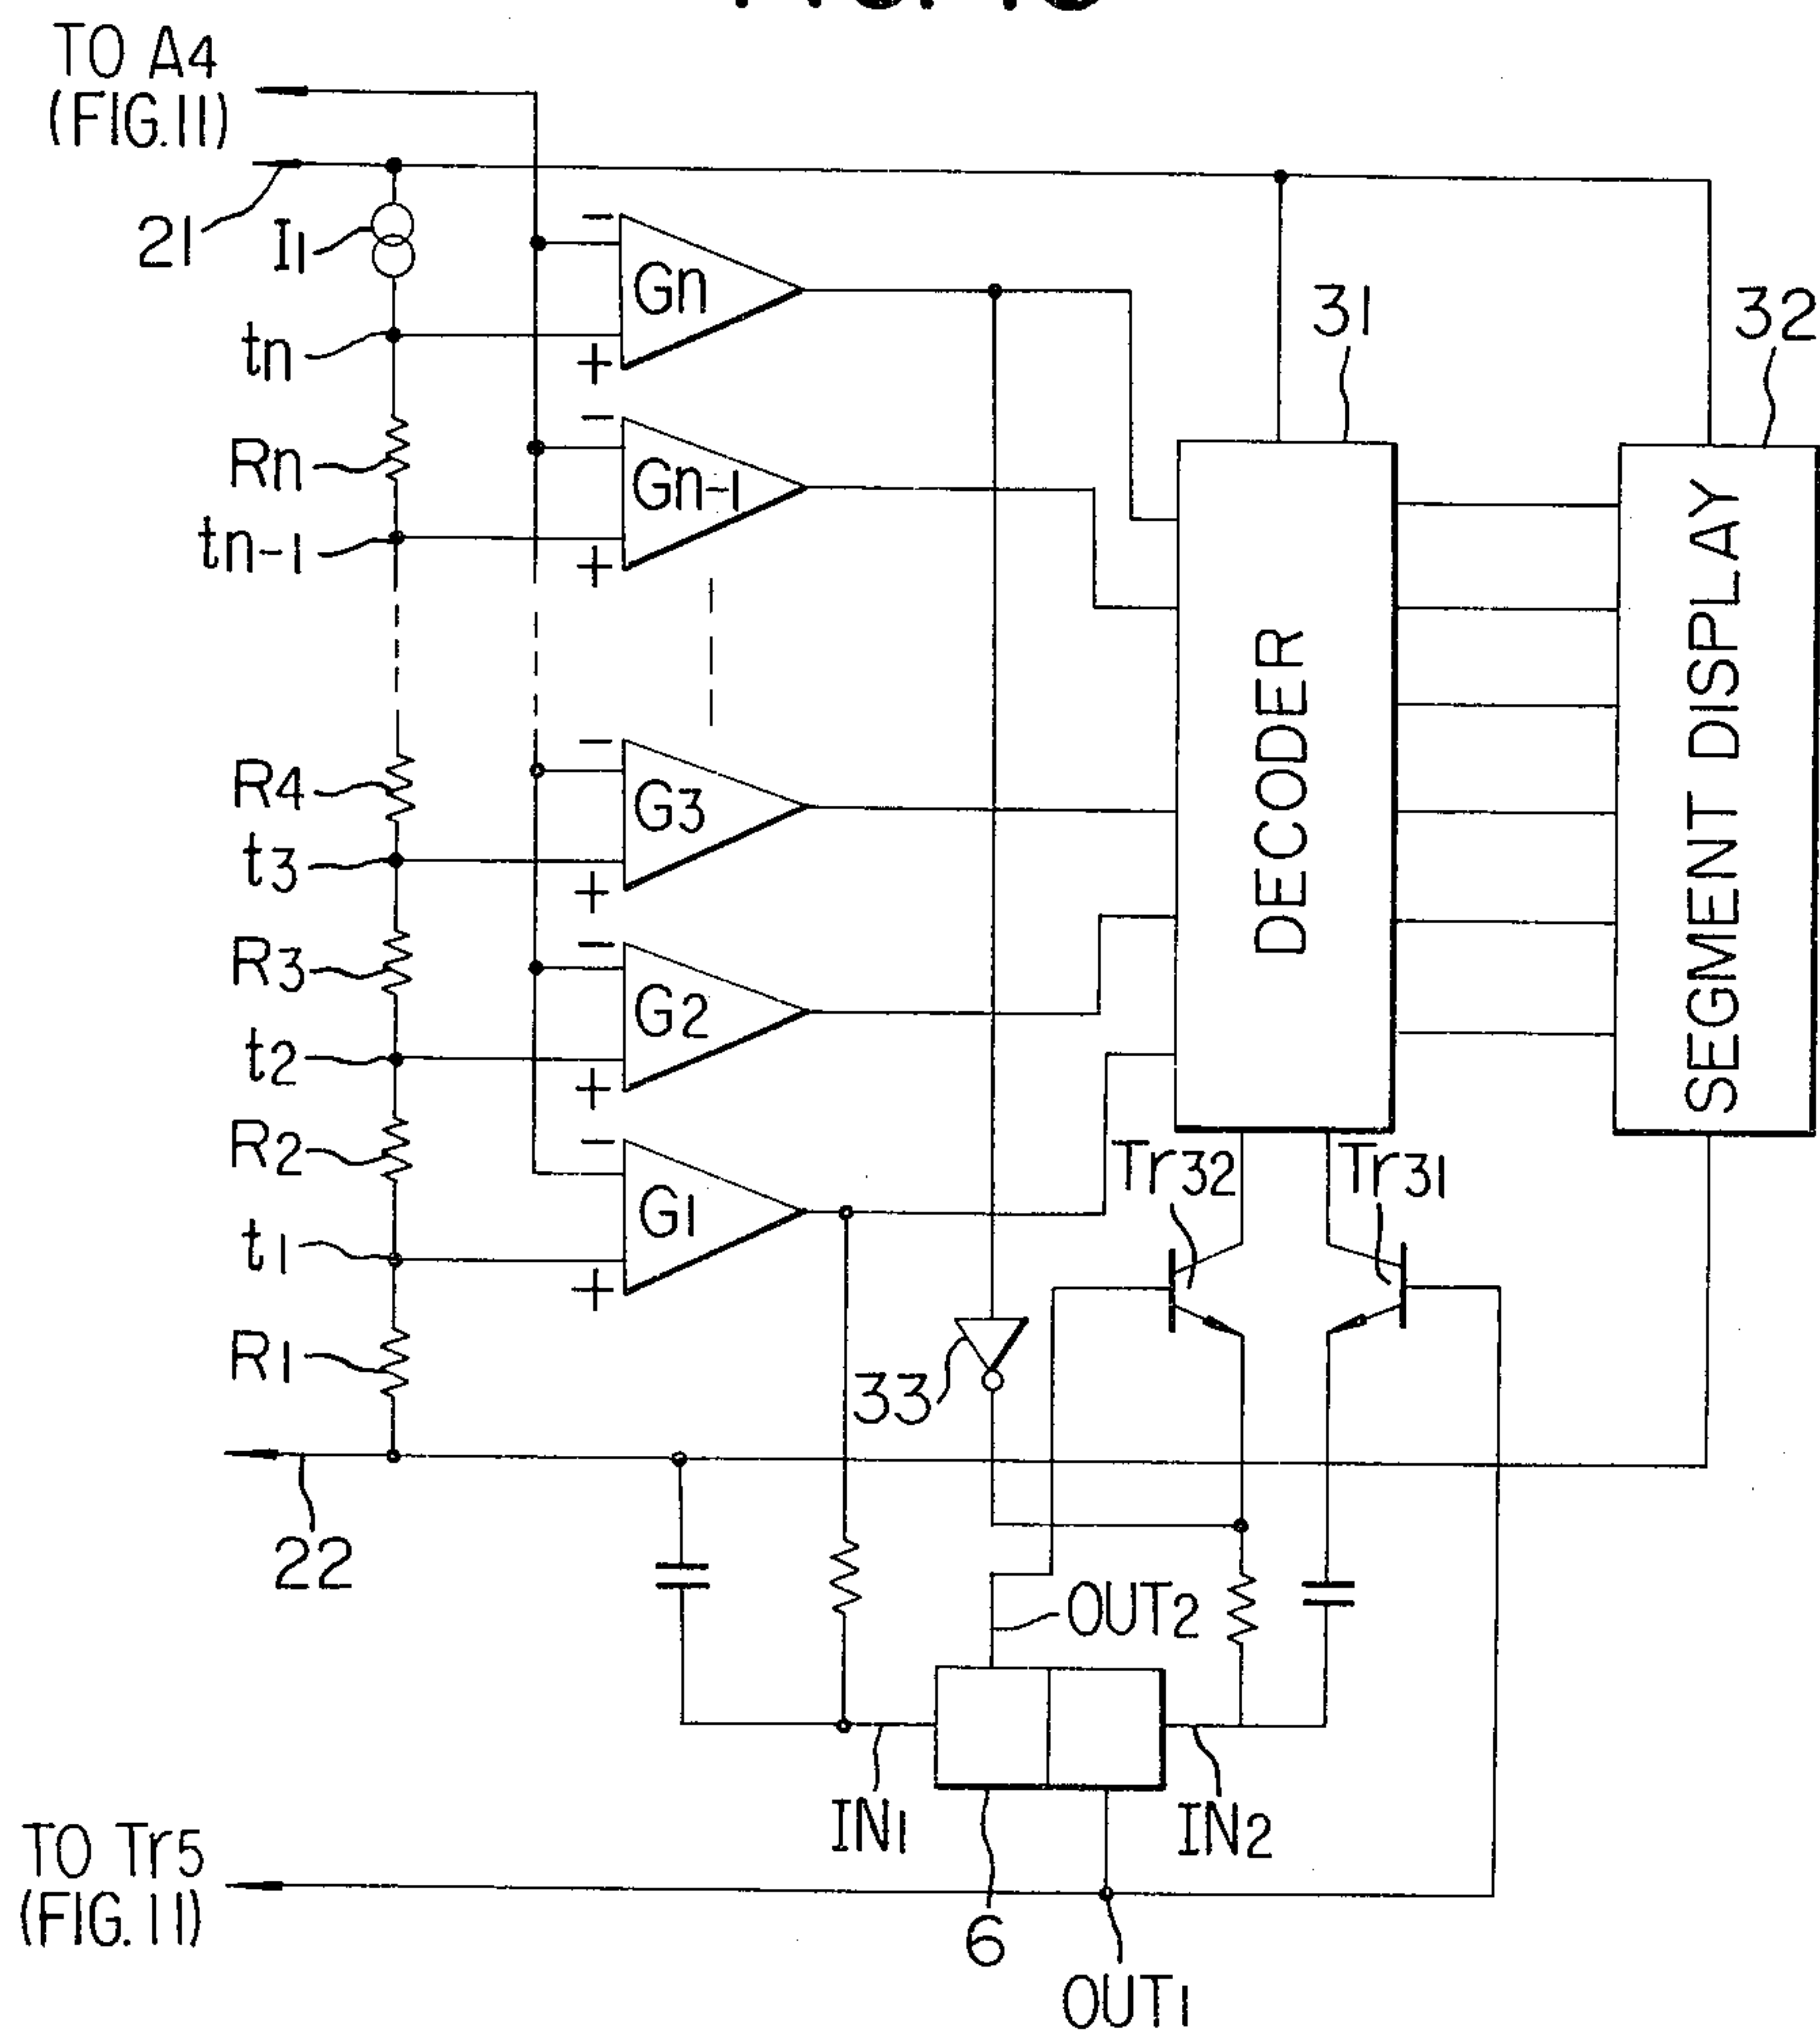 TO A4
(FIG. 11)
21
I1
Gn
31
32
tn
Rn
Gn-1
tn-1
R4
G3
t3
DECODER
SEGMENT DISPLAY
R3
G2
t2
R2
Tr32
Tr31
G1
t1
R1
33
22
OUT2
IN1
IN2
TO Tr5
(FIG. 11)
6
OUT1